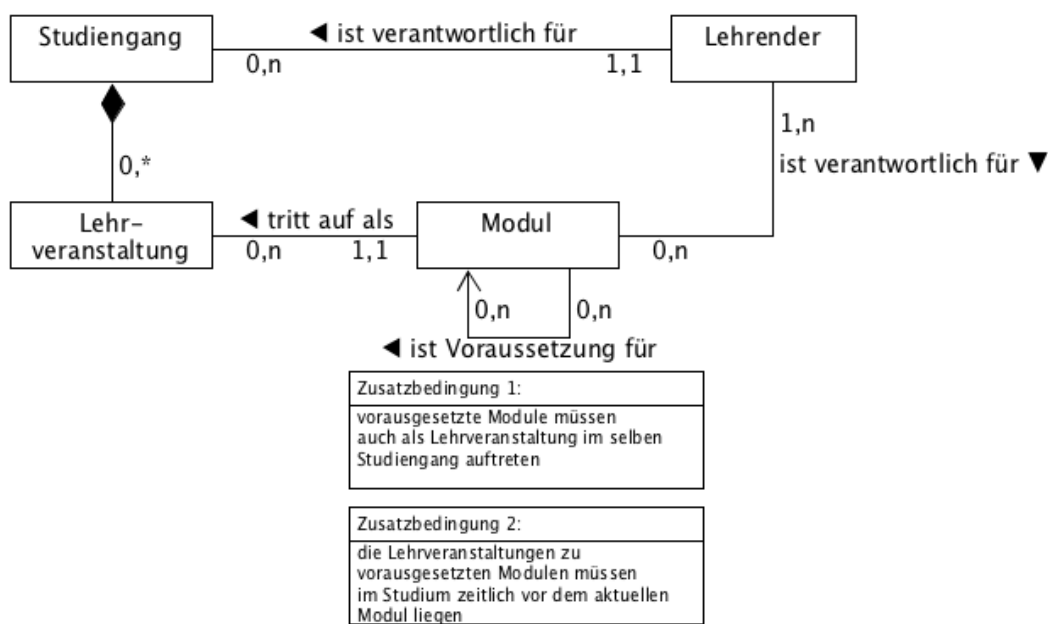 Studiengang
◀ ist verantwortlich für
Lehrender
0,n
1,1
1,n
ist verantwortlich für ▼
0,*
Lehr-
veranstaltung
◀ tritt auf als
Modul
0,n
1,1
0,n
0,n
0,n
◀ ist Voraussetzung für
Zusatzbedingung 1:
vorausgesetzte Module müssen
auch als Lehrveranstaltung im selben
Studiengang auftreten
Zusatzbedingung 2:
die Lehrveranstaltungen zu
vorausgesetzten Modulen müssen
im Studium zeitlich vor dem aktuellen
Modul liegen